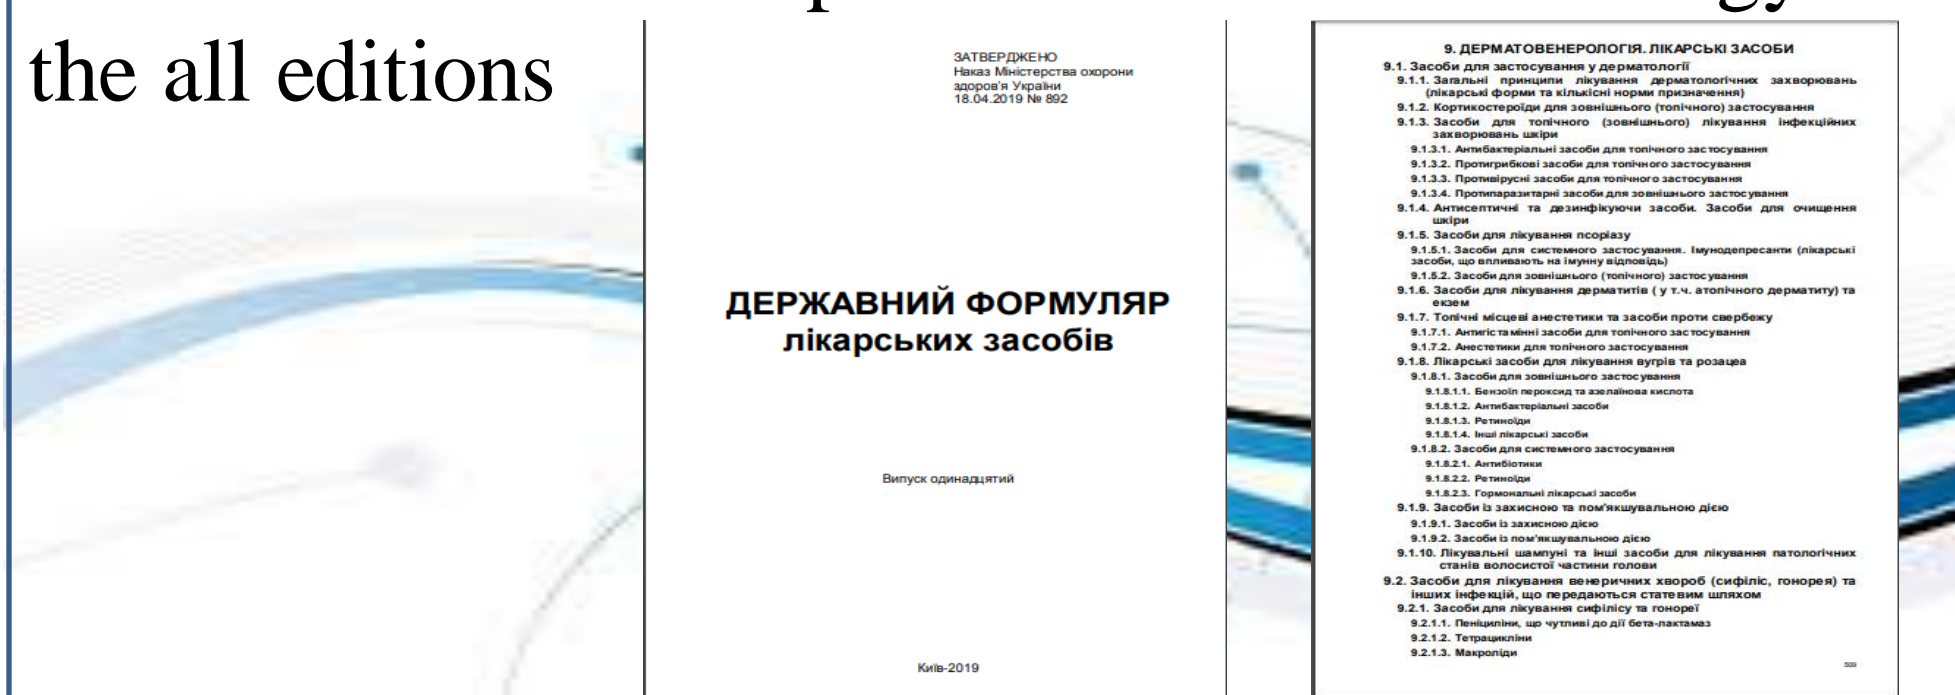 the all editions
ЗАТВЕРДЖЕНО
Наказ Міністерства охорони
здоров'я України
18.04.2019 № 892
ДЕРЖАВНИЙ ФОРМУЛЯР
лікарських засобів
Випуск одинадцятий
Київ-2019
9. ДЕРМАТОВЕНЕРОЛОГІЯ. ЛІКАРСЬКІ ЗАСОБИ
9.1. Засоби для застосування у дерматології
9.1.1. Загальні принципи лікування дерматологічних захворювань
(лікарські форми та кількісні норми призначення)
9.1.2. Кортикостероїди для зовнішнього (топічного) застосування
9.1.3. Засоби для топічного (зовнішнього) лікування інфекційних
захворювань шкіри
9.1.3.1. Антибактеріальні засоби для топічного застосування
9.1.3.2. Протигрибкові засоби для топічного застосування
9.1.3.3. Противірусні засоби для топічного застосування
9.1.3.4. Протипаразитарні засоби для зовнішнього застосування
9.1.4. Антисептичні та дезинфікуючи засоби. Засоби для очищення
шкіри
9.1.5. Засоби для лікування псоріазу
9.1.5.1. Засоби для системного застосування. Імунодепресанти (лікарські
засоби, що впливають на імунну відповідь)
9.1.5.2. Засоби для зовнішнього (топічного) застосування
9.1.6. Засоби для лікування дерматитів ( у т.ч. атопічного дерматиту) та
екзем
9.1.7. Топічні місцеві анестетики та засоби проти свербежу
9.1.7.1. Антигістамінні засоби для топічного застосування
9.1.7.2. Анестетики для топічного застосування
9.1.8. Лікарські засоби для лікування вугрів та розацеа
9.1.8.1. Засоби для зовнішнього застосування
9.1.8.1.1. Бензоїл пероксид та азелаїнова кислота
9.1.8.1.2. Антибактеріальні засоби
9.1.8.1.3. Ретиноїди
9.1.8.1.4. Інші лікарські засоби
9.1.8.2. Засоби для системного застосування
9.1.8.2.1. Антибіотики
9.1.8.2.2. Ретиноїди
9.1.8.2.3. Гормональні лікарські засоби
9.1.9. Засоби із захисною та пом'якшувальною дією
9.1.9.1. Засоби із захисною дією
9.1.9.2. Засоби із пом'якшувальною дією
9.1.10. Лікувальні шампуні та інші засоби для лікування патологічних
станів волосистої частини голови
9.2. Засоби для лікування венеричних хвороб (сифіліс, гонорея) та
інших інфекцій, що передаються статевим шляхом
9.2.1. Засоби для лікування сифілісу та гонореї
9.2.1.1. Пеніциліни, що чутливі до дії бета-лактамаз
9.2.1.2. Тетрацикліни
9.2.1.3. Макроліди
509